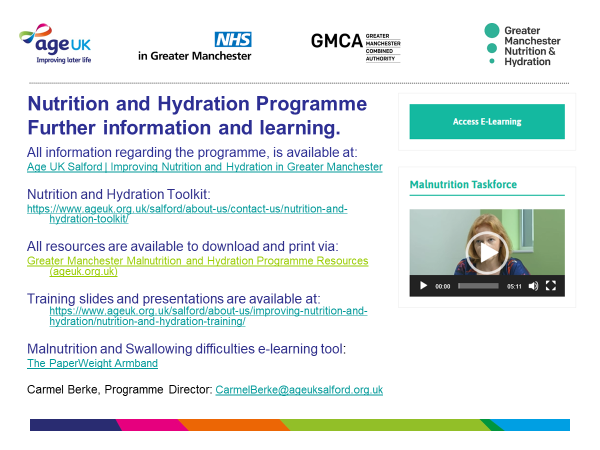 age UK
Improving later life
NHS
in Greater Manchester
GMCA
GREATER
MANCHESTER
COMBINED
AUTHORITY
Greater
Manchester
Nutrition &
Hydration
Nutrition and Hydration Programme
Further information and learning.
All information regarding the programme, is available at:
Age UK Salford | Improving Nutrition and Hydration in Greater Manchester
Nutrition and Hydration Toolkit:
https://www.ageuk.org.uk/salford/about-us/contact-us/nutrition-and-
hydration-toolkit/
All resources are available to download and print via:
Greater Manchester Malnutrition and Hydration Programme Resources
(ageuk.org.uk)
Training slides and presentations are available at:
https://www.ageuk.org.uk/salford/about-us/improving-nutrition-and-
hydration/nutrition-and-hydration-training/
Malnutrition and Swallowing difficulties e-learning tool:
The PaperWeight Armband
Carmel Berke, Programme Director: CarmelBerke@ageuksalford.org.uk
Access E-Learning
Malnutrition Taskforce
00:00
05:11